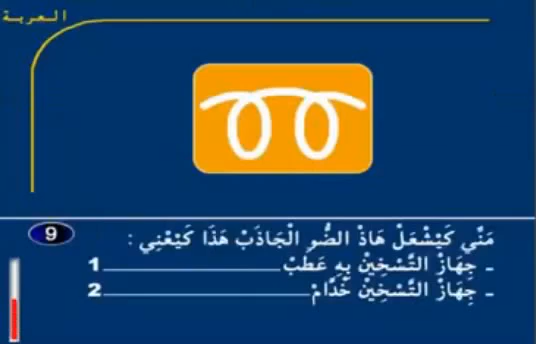 العربية
9
مَنِّي كَيْشْعَلْ هَاذْ الضُّو الْجَاذَبْ هَذَا كَيْعْنِي :
- جِهَازْ التَّسْخِينْ بِهِ عَطَبْ 1
- جِهَازْ التَّسْخِينْ خْدَّامْ 2